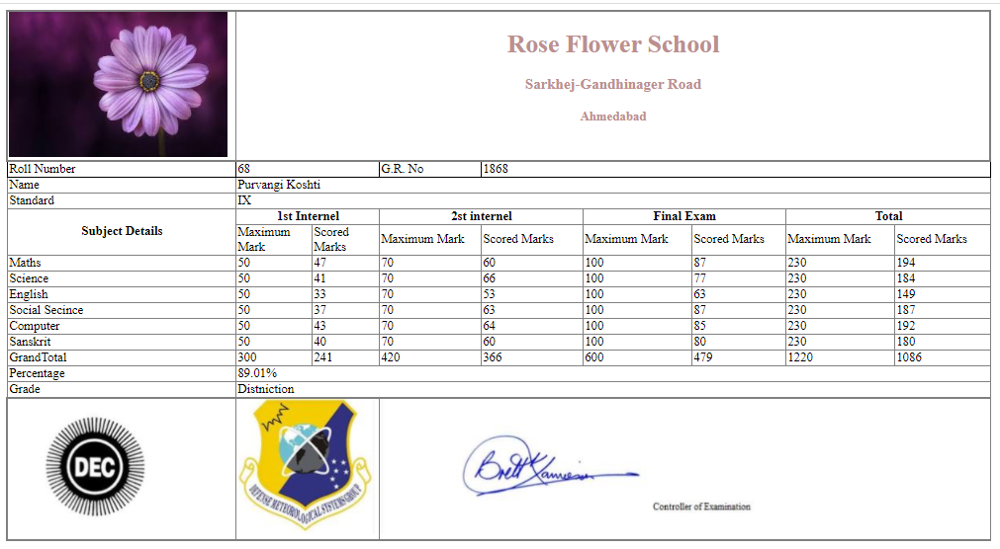 Rose Flower School
Sarkhej-Gandhinager Road
Ahmedabad
Roll Number 68 G.R. No 1868
Name Purvangi Koshti
Standard IX
Subject Details 1st Internel 2st internel Final Exam Total
Maximum Mark Scored Marks Maximum Mark Scored Marks Maximum Mark Scored Marks Maximum Mark Scored Marks
Maths 50 47 70 60 100 87 230 194
Science 50 41 70 66 100 77 230 184
English 50 33 70 53 100 63 230 149
Social Secince 50 37 70 63 100 87 230 187
Computer 50 43 70 64 100 85 230 192
Sanskrit 50 40 70 60 100 80 230 180
GrandTotal 300 241 420 366 600 479 1220 1086
Percentage 89.01%
Grade Distniction
DEC
DEFENSE METEOROLOGICAL SYSTEMS GROUP
Brett
Controller of Examination